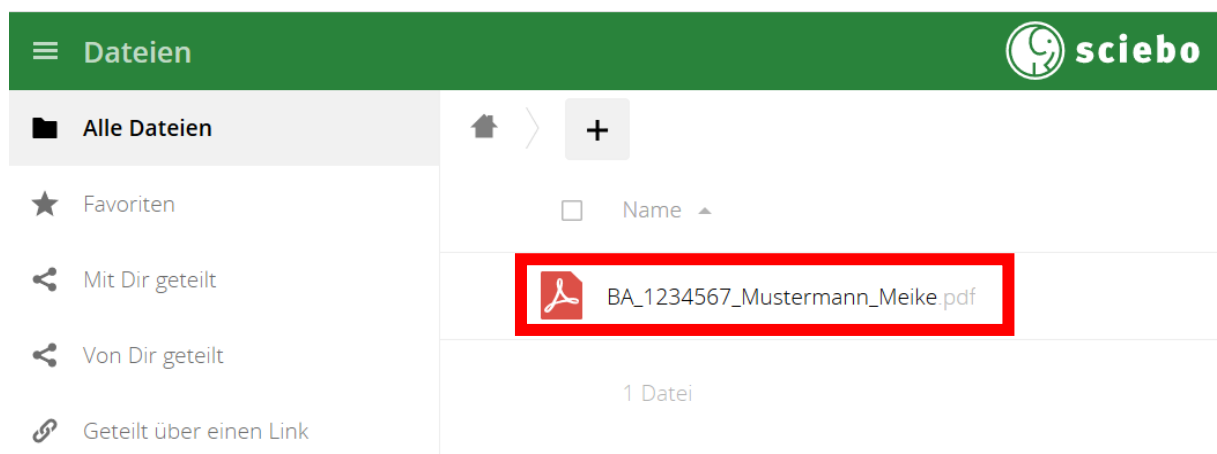 Dateien
sciebo
Alle Dateien
Favoriten
Mit Dir geteilt
Von Dir geteilt
Geteilt über einen Link
+
Name
BA_1234567_Mustermann_Meike.pdf
1 Datei